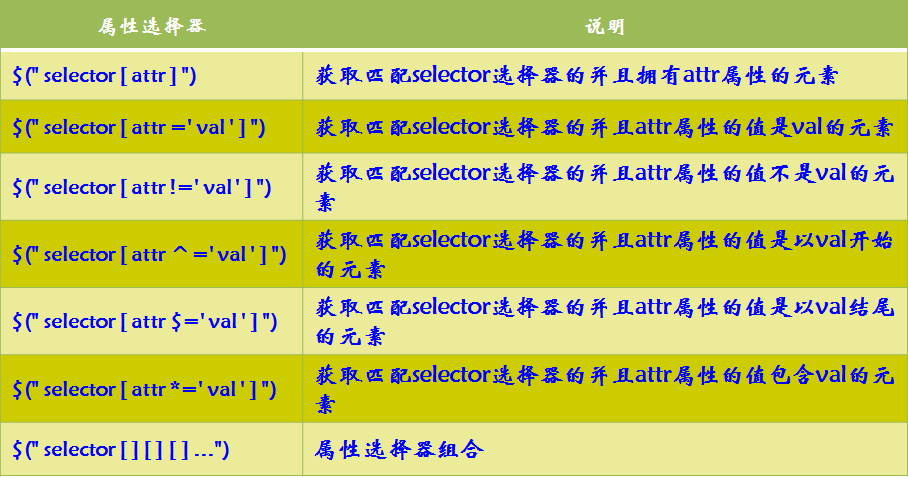 属性选择器
说明
$(" selector [ attr ] ")
获取匹配selector选择器的并且拥有attr属性的元素
$(" selector [ attr =' val ' ] ")
获取匹配selector选择器的并且attr属性的值是val的元素
$(" selector [ attr !=' val' ] ")
获取匹配selector选择器的并且attr属性的值不是val的元
素
$(" selector [ attr ^ ='val' ] ")
获取匹配selector选择器的并且attr属性的值是以val开始
的元素
$(" selector [ attr $='val ' ] ")
获取匹配selector选择器的并且attr属性的值是以val结尾
的元素
$(" selector [ attr *=' val' ] ")
获取匹配selector选择器的并且attr属性的值包含val的元
素
$(" selector [ ] [ ] [ ] ...")
属性选择器组合